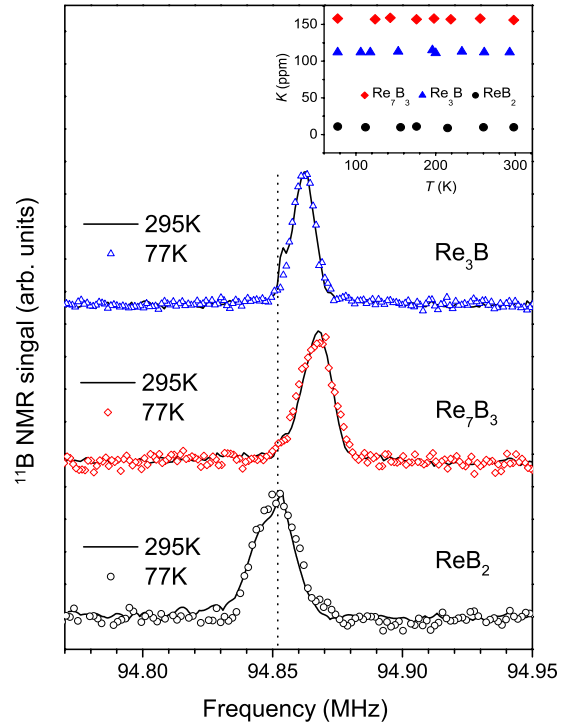 150
100
50
0
K (ppm)
Re7B3 Re3B ReB2
100 200 300
T (K)
295K
77K
Re3B
295K
77K
Re7B3
295K
77K
ReB2
11B NMR singal (arb. units)
94.80 94.85 94.90 94.95
Frequency (MHz)